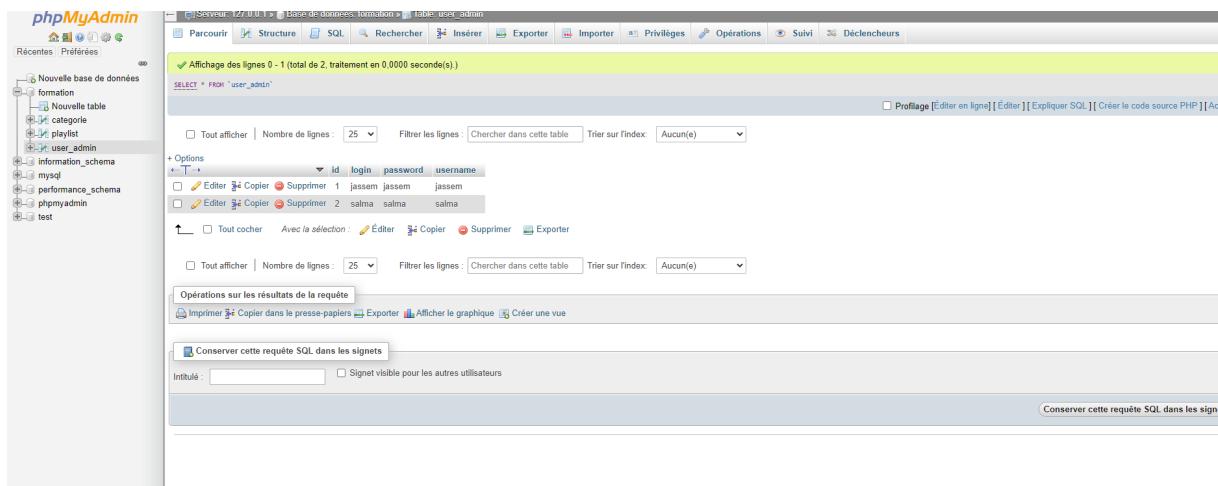 phpMyAdmin
Récentes Préférées
Nouvelle base de données
formation
Nouvelle table
categorie
playlist
user_admin
information_schema
mysql
performance_schema
phpmyadmin
test
Serveur: 127.0.0.1 » Base de données: formation » Table: user_admin
Parcourir Structure SQL Rechercher Insérer Exporter Importer Privilèges Opérations Suivi Déclencheurs
Affichage des lignes 0 - 1 (total de 2, traitement en 0,0000 seconde(s).)
SELECT * FROM `user_admin`
Profilage [Éditer en ligne] [ Éditer ] [ Expliquer SQL ] [ Créer le code source PHP ] [ Ac
Tout afficher Nombre de lignes : 25 Filtrer les lignes : Chercher dans cette table Trier sur l'index: Aucun(e)
+ Options
←T→ id login password username
Éditer Copier Supprimer 1 jassem jassem jassem
Éditer Copier Supprimer 2 salma salma salma
Tout cocher Avec la sélection : Éditer Copier Supprimer Exporter
Tout afficher Nombre de lignes : 25 Filtrer les lignes : Chercher dans cette table Trier sur l'index: Aucun(e)
Opérations sur les résultats de la requête
Imprimer Copier dans le presse-papiers Exporter Afficher le graphique Créer une vue
Conserver cette requête SQL dans les signets
Intitulé : Signet visible pour les autres utilisateurs
Conserver cette requête SQL dans les signe